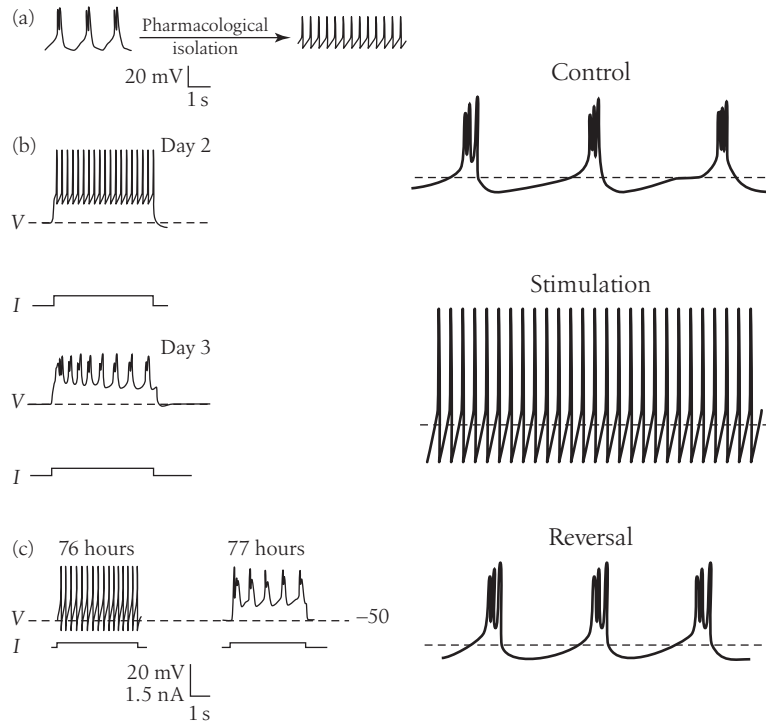 (a)
Pharmacological
isolation
20 mV
1 s
(b)
Day 2
V
I
Day 3
V
I
(c)
76 hours
77 hours
V
–50
I
20 mV
1.5 nA
1 s
Control
Stimulation
Reversal